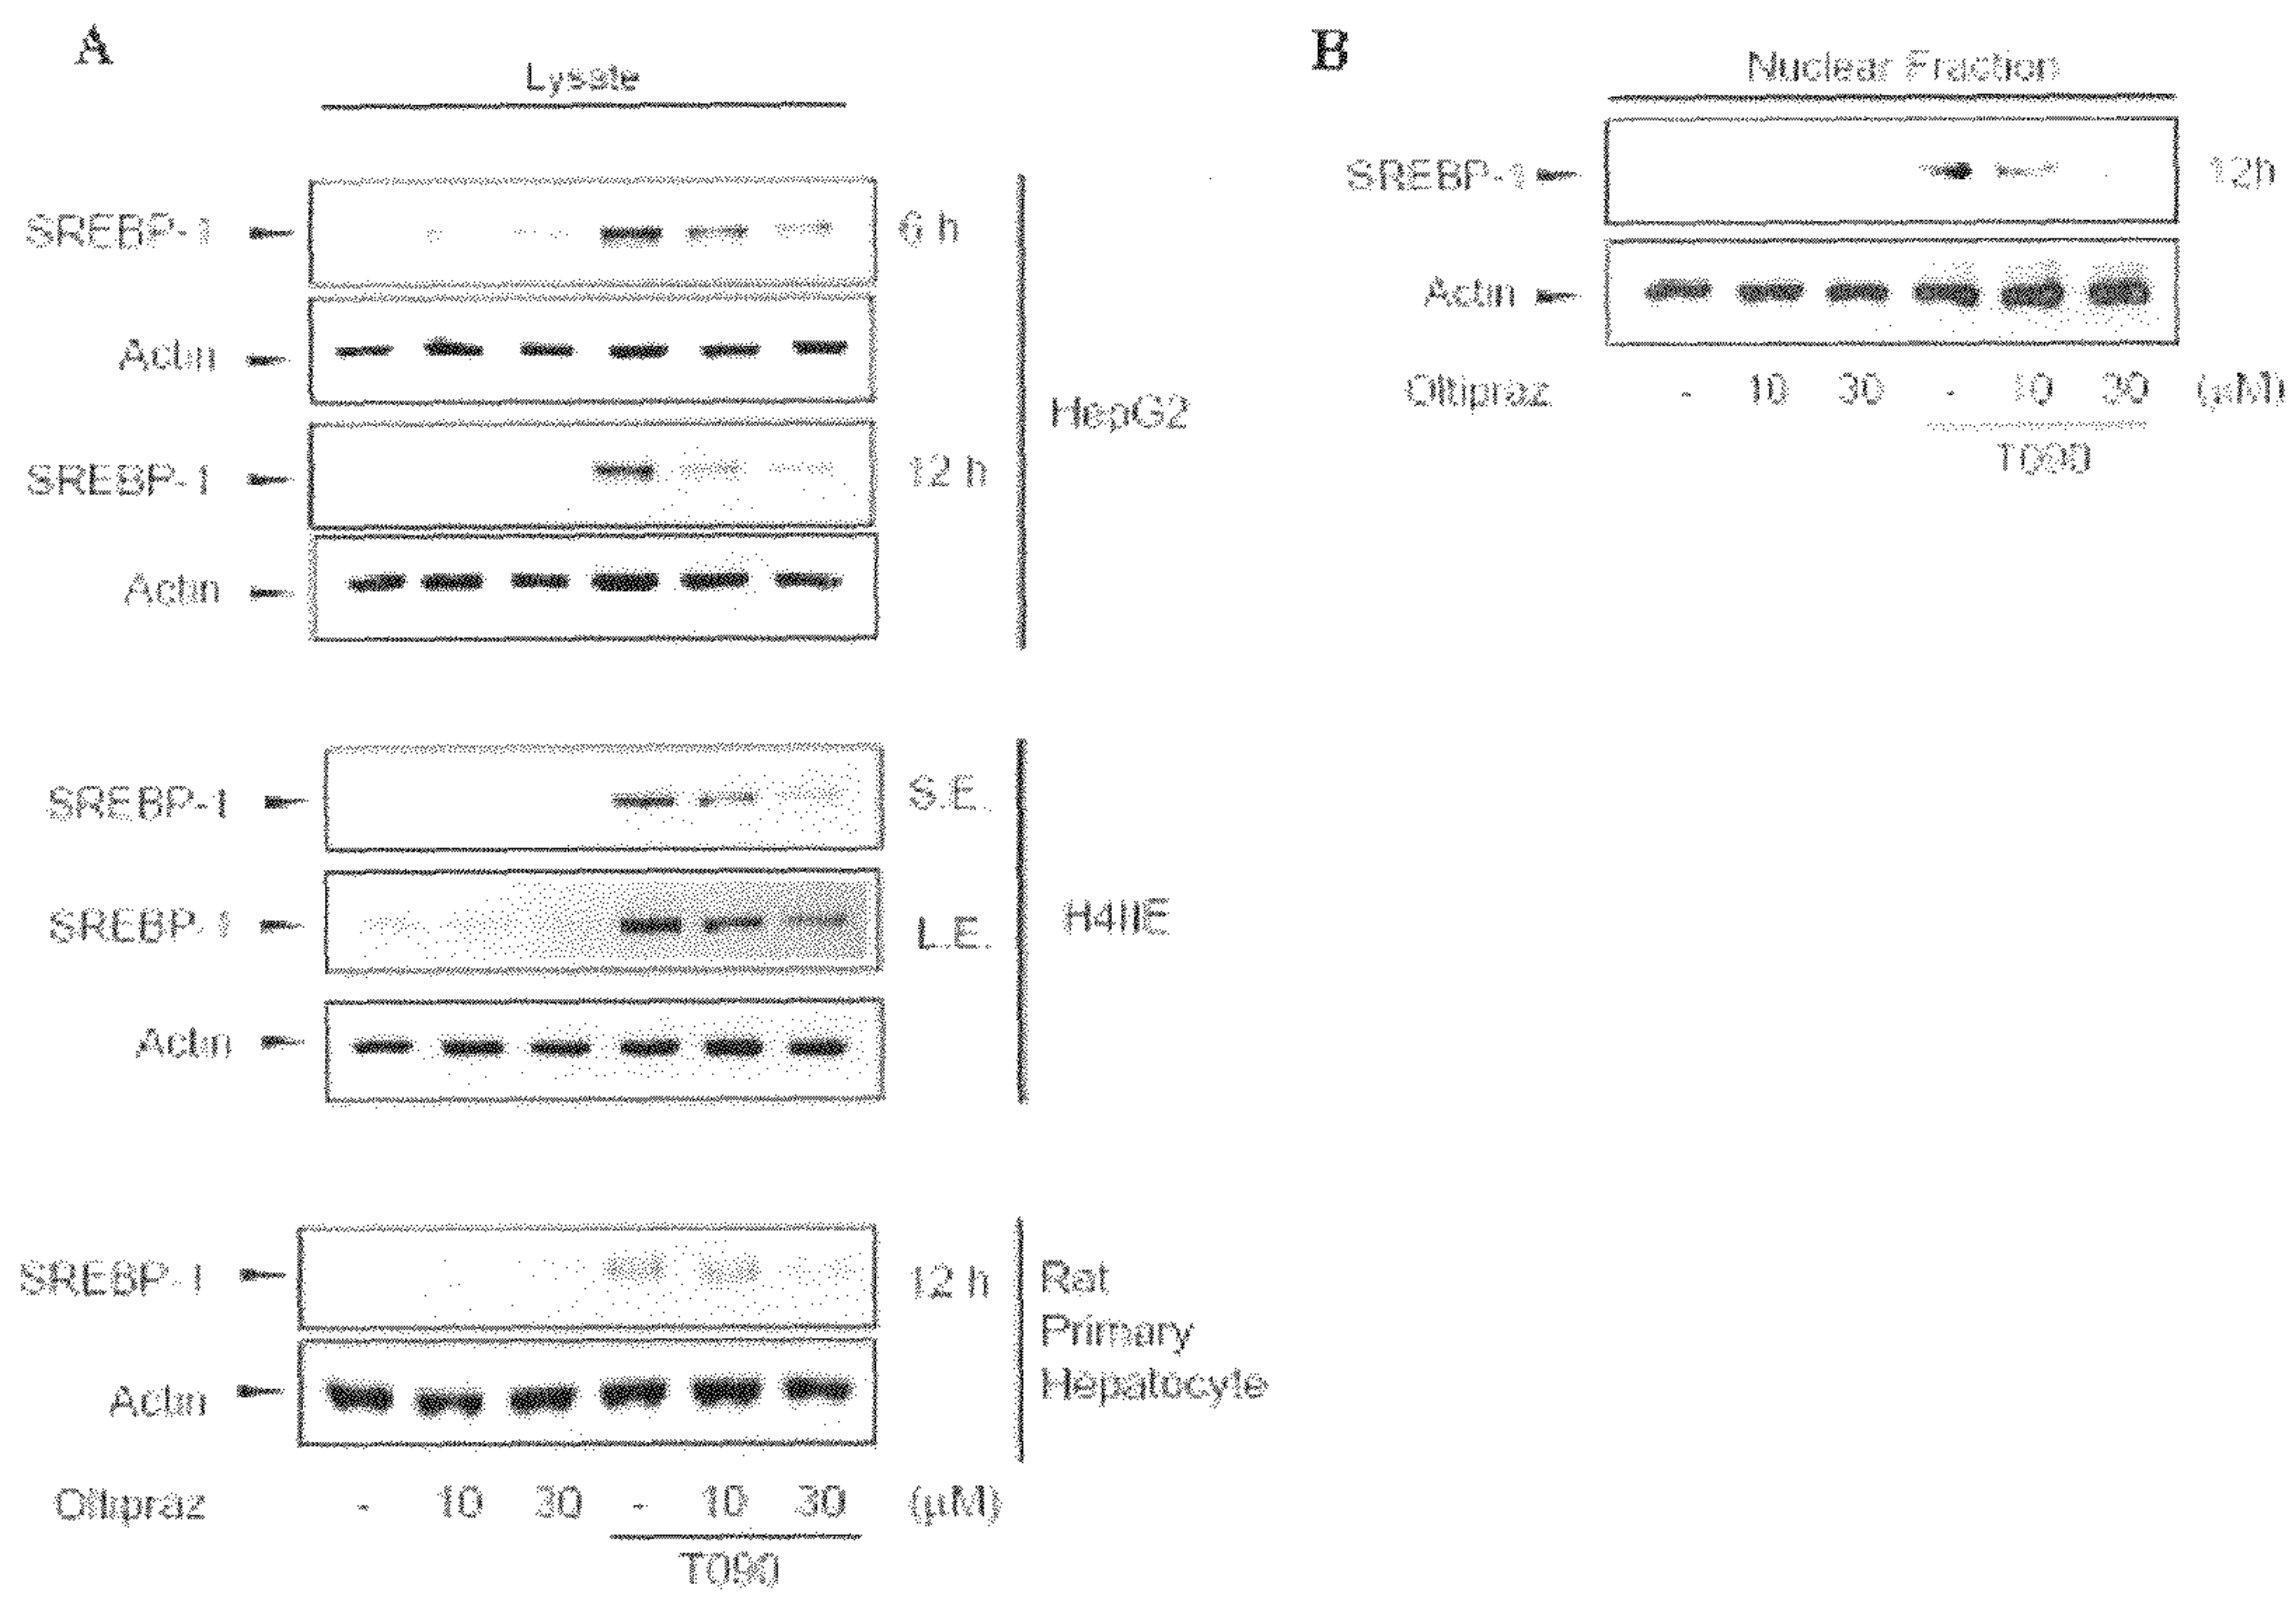 A
Lysate
SREBP-1
6 h
Actin
SREBP-1
12 h
Actin
HepG2
SREBP-1
S.E.
SREBP-1
L.E.
Actin
H4IIE
SREBP-1
12 h
Actin
Rat
Primary
Hepatocyte
Oltipraz - 10 30 - 10 30 (μM)
T090
B
Nuclear Fraction
SREBP-1
12h
Actin
Oltipraz - 10 30 - 10 30 (μM)
T090